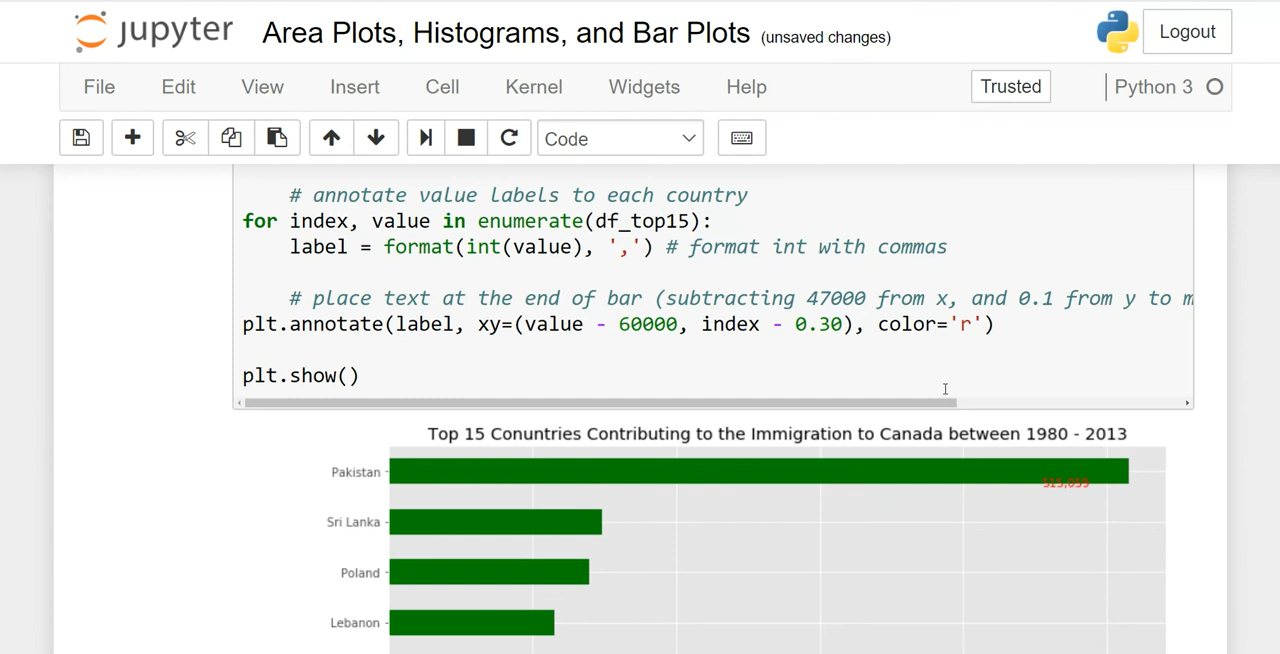 jupyter Area Plots, Histograms, and Bar Plots (unsaved changes) Logout
File Edit View Insert Cell Kernel Widgets Help Trusted Python 3
Code
# annotate value labels to each country
for index, value in enumerate(df_top15):
label = format(int(value), ',') # format int with commas
# place text at the end of bar (subtracting 47000 from x, and 0.1 from y to m
plt.annotate(label, xy=(value - 60000, index - 0.30), color='r')
plt.show()
Top 15 Conuntries Contributing to the Immigration to Canada between 1980 - 2013
Pakistan
Sri Lanka
Poland
Lebanon